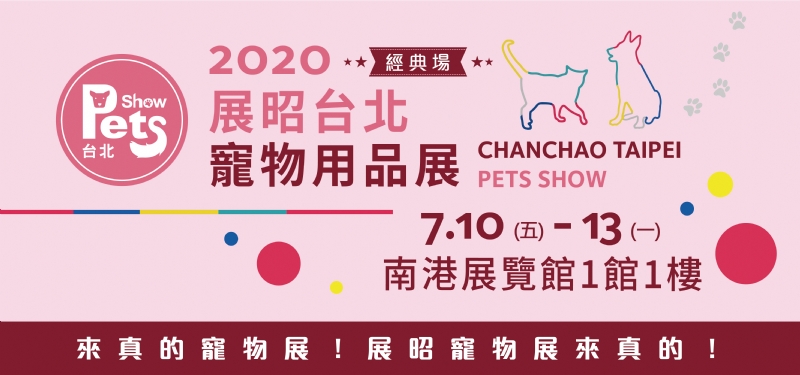 Pets Show
台北
2020
經典場
展昭台北
寵物用品展
CHANCHAO TAIPEI
PETS SHOW
7.10 (五) - 13 (一)
南港展覽館1館1樓
來真的寵物展！展昭寵物展來真的！